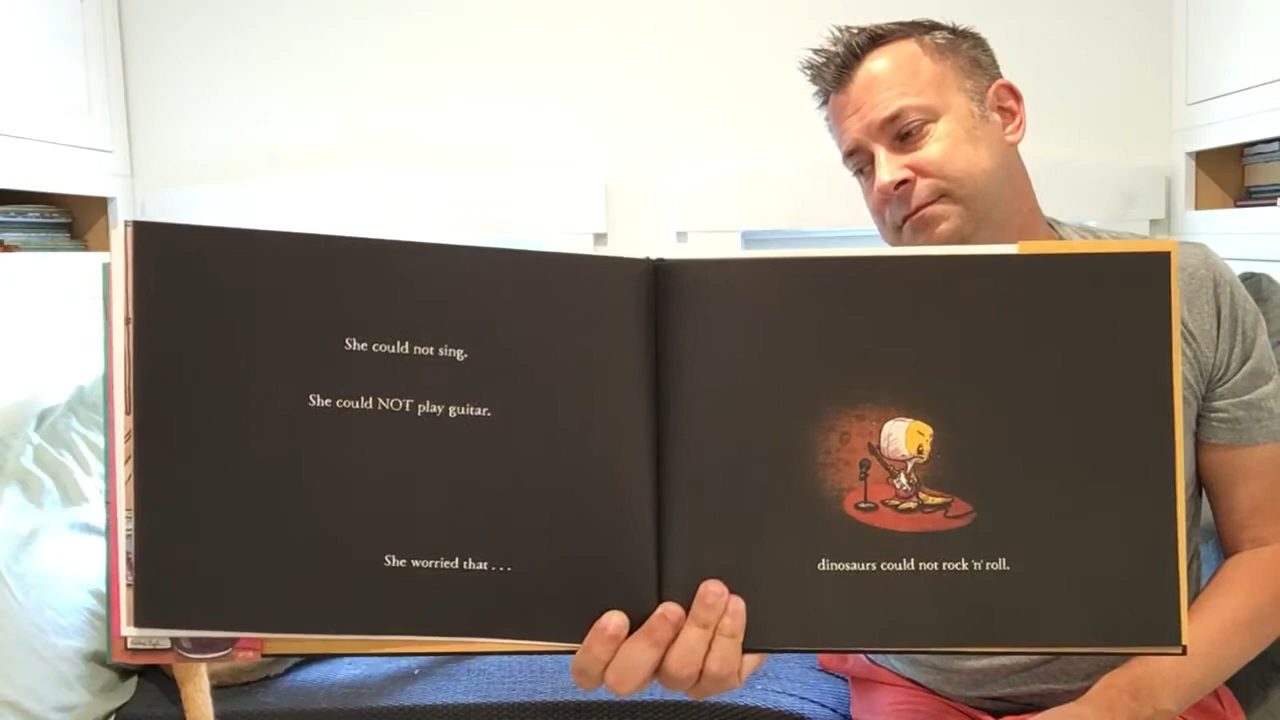 She could not sing.
She could NOT play guitar.
She worried that . . .
dinosaurs could not rock 'n' roll.